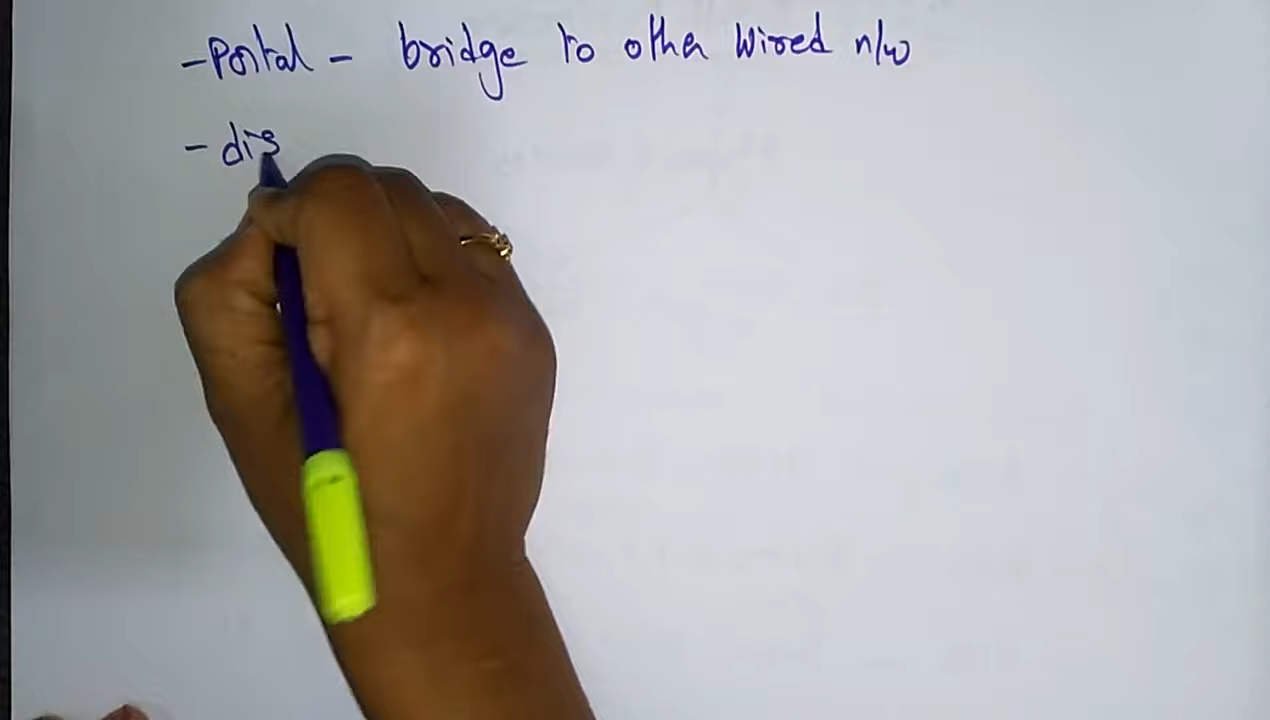 - Portal - bridge to other wired n/w
- dis